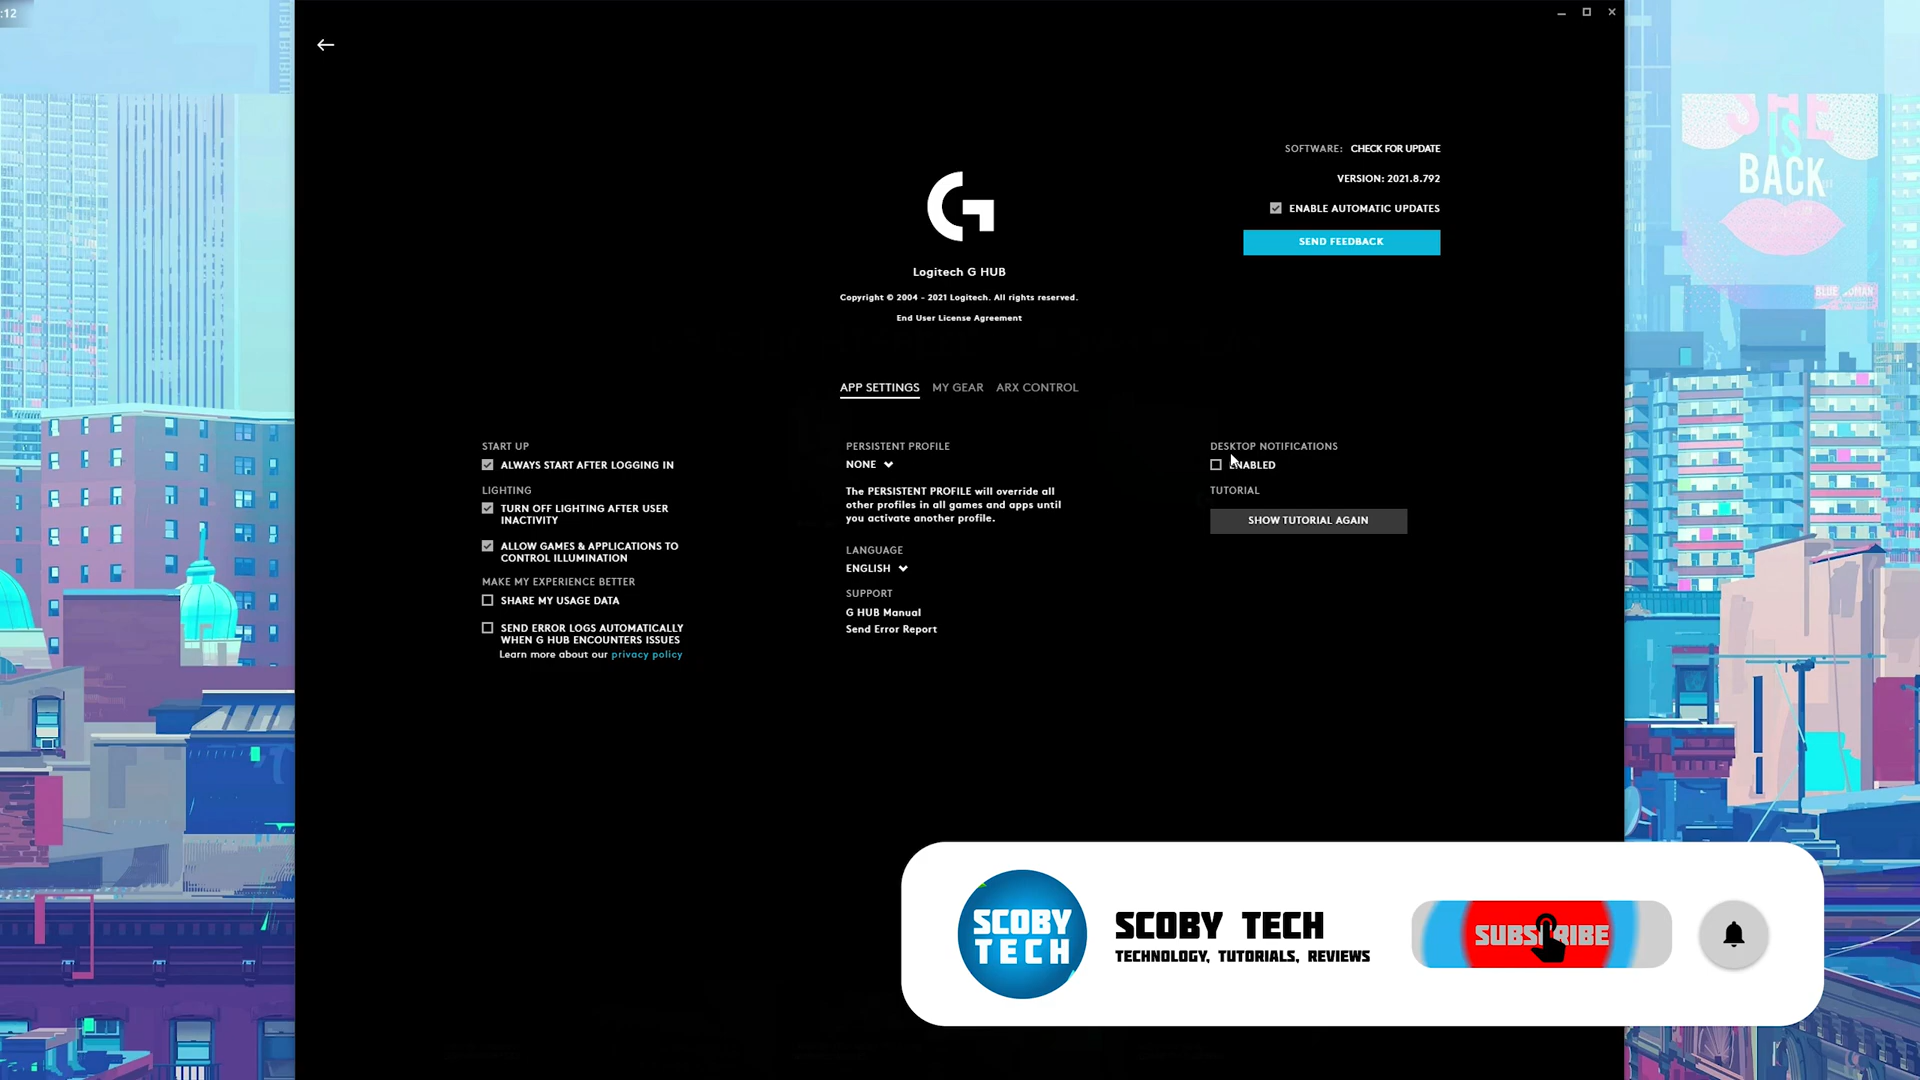 :12
SHE
IS
BACK
SOFTWARE: CHECK FOR UPDATE
VERSION: 2021.8.792
ENABLE AUTOMATIC UPDATES
SEND FEEDBACK
Logitech G HUB
Copyright © 2004 - 2021 Logitech. All rights reserved.
End User License Agreement
APP SETTINGS MY GEAR ARX CONTROL
START UP
ALWAYS START AFTER LOGGING IN
LIGHTING
TURN OFF LIGHTING AFTER USER
INACTIVITY
ALLOW GAMES & APPLICATIONS TO
CONTROL ILLUMINATION
MAKE MY EXPERIENCE BETTER
SHARE MY USAGE DATA
SEND ERROR LOGS AUTOMATICALLY
WHEN G HUB ENCOUNTERS ISSUES
Learn more about our privacy policy
PERSISTENT PROFILE
NONE
The PERSISTENT PROFILE will override all
other profiles in all games and apps until
you activate another profile.
LANGUAGE
ENGLISH
SUPPORT
G HUB Manual
Send Error Report
DESKTOP NOTIFICATIONS
ENABLED
TUTORIAL
SHOW TUTORIAL AGAIN
SCOBY
TECH
SCOBY TECH
TECHNOLOGY, TUTORIALS, REVIEWS
SUBSCRIBE